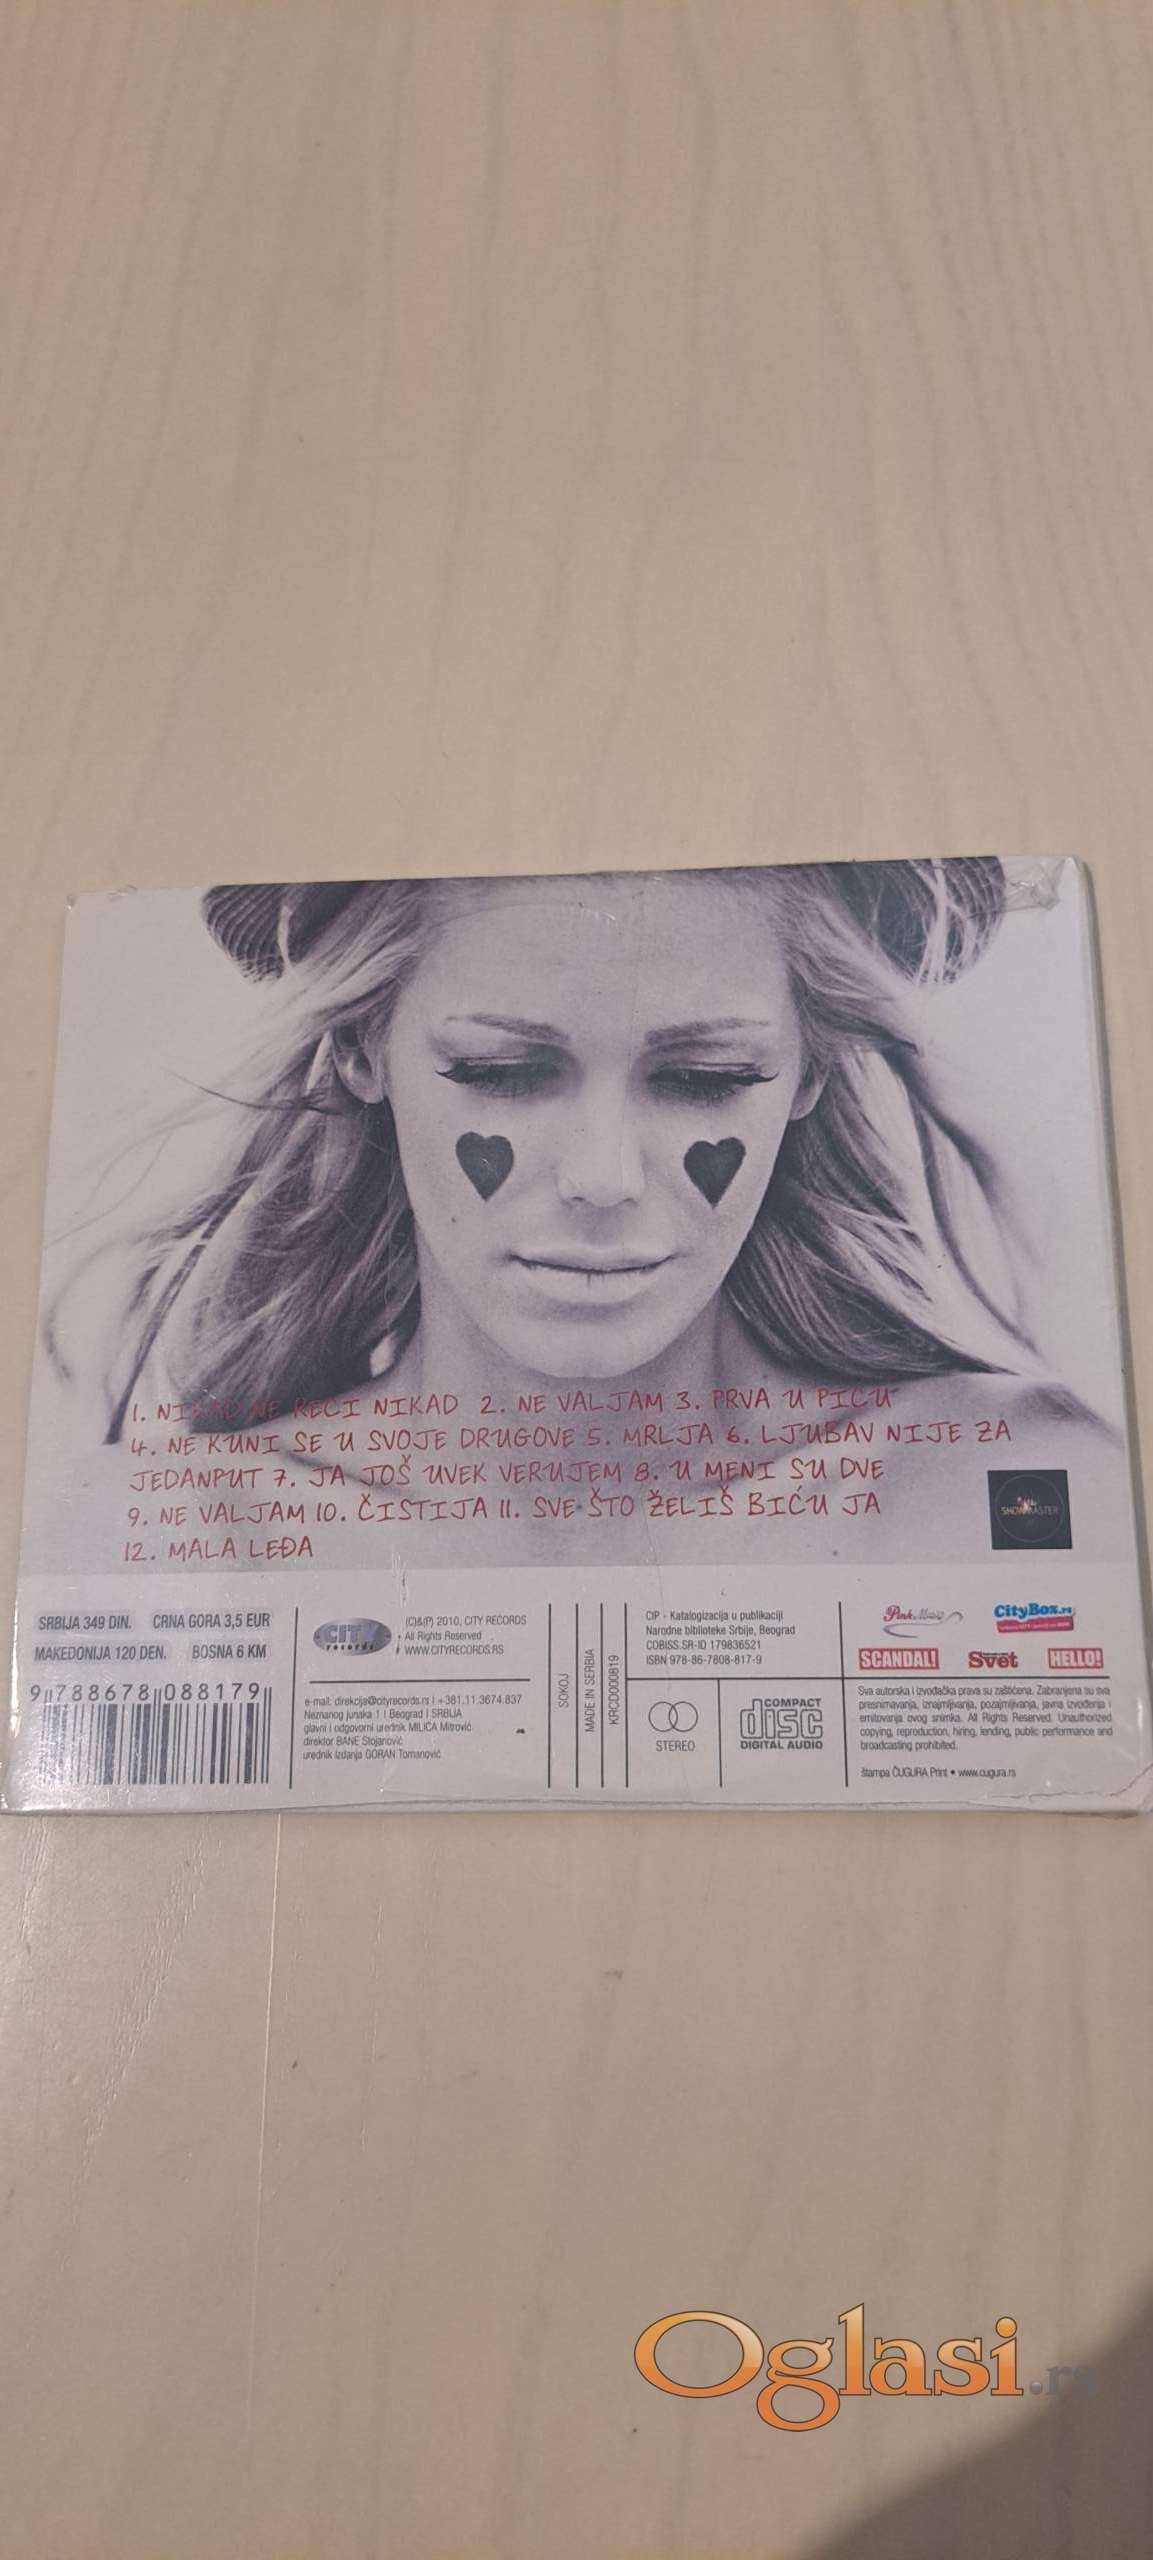 1. NIKAD NE RECI NIKAD 2. NE VALJAM 3. PRVA U PIĆU
4. NE KUNI SE U SVOJE DRUGOVE 5. MRLJA 6. LJUBAV NIJE ZA
JEDANPUT 7. JA JOŠ UVEK VERUJEM 8. U MENI SU DVE
9. NE VALJAM 10. ČISTIJA 11. SVE ŠTO ŽELIŠ BIĆU JA
12. MALA LEĐA
SHOWMASTER
SRBIJA 349 DIN. CRNA GORA 3,5 EUR
MAKEDONIJA 120 DEN. BOSNA 6 KM
9 788678 088179
CITY
records
(C)&(P) 2010, CITY RECORDS
All Rights Reserved
WWW.CITYRECORDS.RS
e-mail: direkcija@cityrecords.rs | +381.11.3674.837
Neznanog junaka 1 | Beograd | SRBIJA
glavni i odgovorni urednik MILICA Mitrović
direktor BANE Stojanović
urednik izdanja GORAN Tomanović
SOKOJ
MADE IN SERBIA
KRCD000819
CIP - Katalogizacija u publikaciji
Narodne biblioteke Srbije, Beograd
COBISS.SR-ID 179836521
ISBN 978-86-7808-817-9
STEREO
COMPACT
disc
DIGITAL AUDIO
Pink Music
CityBox.rs
SCANDAL!
Svet
HELLO!
Sva autorska i izvođačka prava su zaštićena. Zabranjena su sva
presnimavanja, iznajmljivanja, pozajmljivanja, javna izvođenja i
emitovanja ovog snimka. All Rights Reserved. Unauthorized
copying, reproduction, hiring, lending, public performance and
broadcasting prohibited.
štampa ČUGURA Print • www.cugura.rs
Oglasi.rs